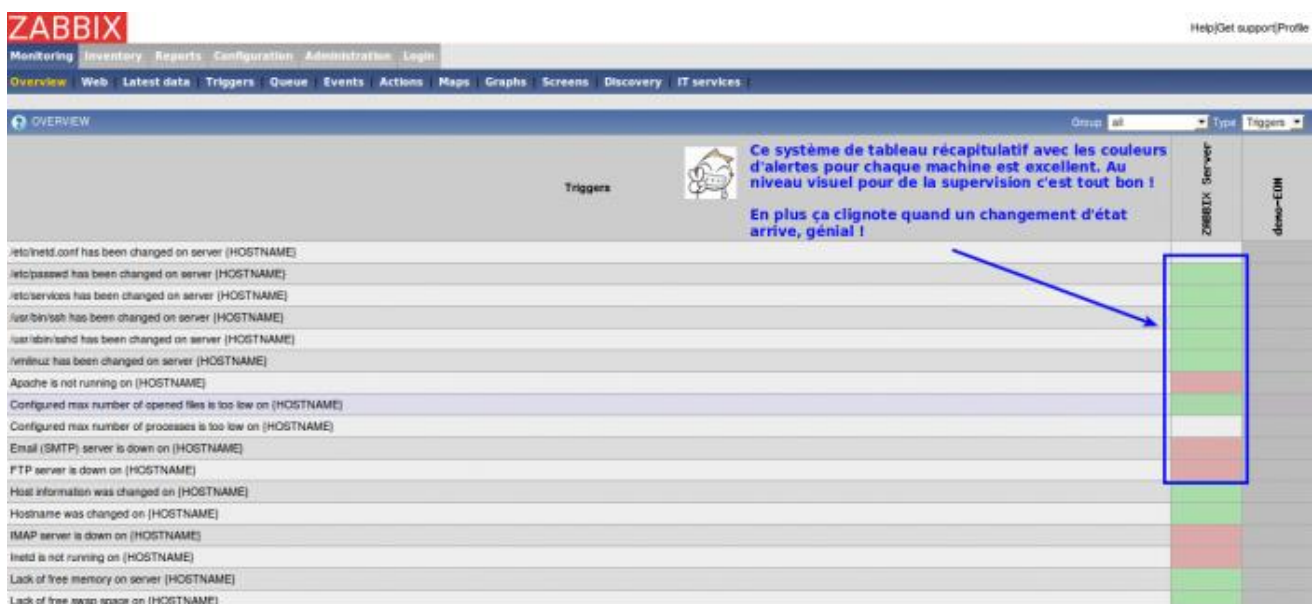 ZABBIX
Help|Get support|Profile
Monitoring Inventory Reports Configuration Administration Login
Overview Web Latest data Triggers Queue Events Actions Maps Graphs Screens Discovery IT services
OVERVIEW Group all Type Triggers
Triggers
Ce système de tableau récapitulatif avec les couleurs
d'alertes pour chaque machine est excellent. Au
niveau visuel pour de la supervision c'est tout bon !
En plus ça clignote quand un changement d'état
arrive, génial !
ZABBIX Server
demo-EON
/etc/inetd.conf has been changed on server {HOSTNAME}
/etc/passwd has been changed on server {HOSTNAME}
/etc/services has been changed on server {HOSTNAME}
/usr/bin/ssh has been changed on server {HOSTNAME}
/usr/sbin/sshd has been changed on server {HOSTNAME}
/vmlinuz has been changed on server {HOSTNAME}
Apache is not running on {HOSTNAME}
Configured max number of opened files is too low on {HOSTNAME}
Configured max number of processes is too low on {HOSTNAME}
Email (SMTP) server is down on {HOSTNAME}
FTP server is down on {HOSTNAME}
Host information was changed on {HOSTNAME}
Hostname was changed on {HOSTNAME}
IMAP server is down on {HOSTNAME}
Inetd is not running on {HOSTNAME}
Lack of free memory on server {HOSTNAME}
Lack of free swap space on {HOSTNAME}